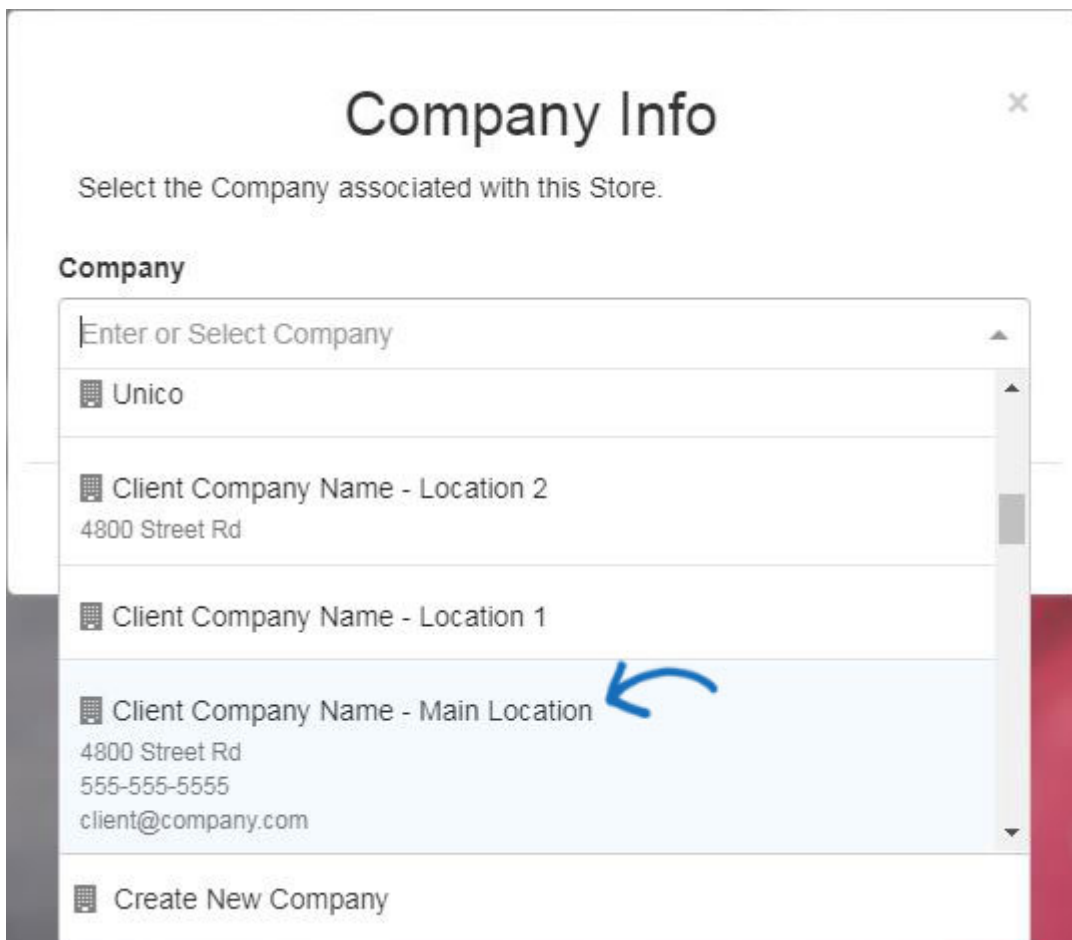 Company Info
×
Select the Company associated with this Store.
Company
Enter or Select Company
Unico
Client Company Name - Location 2
4800 Street Rd
Client Company Name - Location 1
Client Company Name - Main Location
4800 Street Rd
555-555-5555
client@company.com
Create New Company